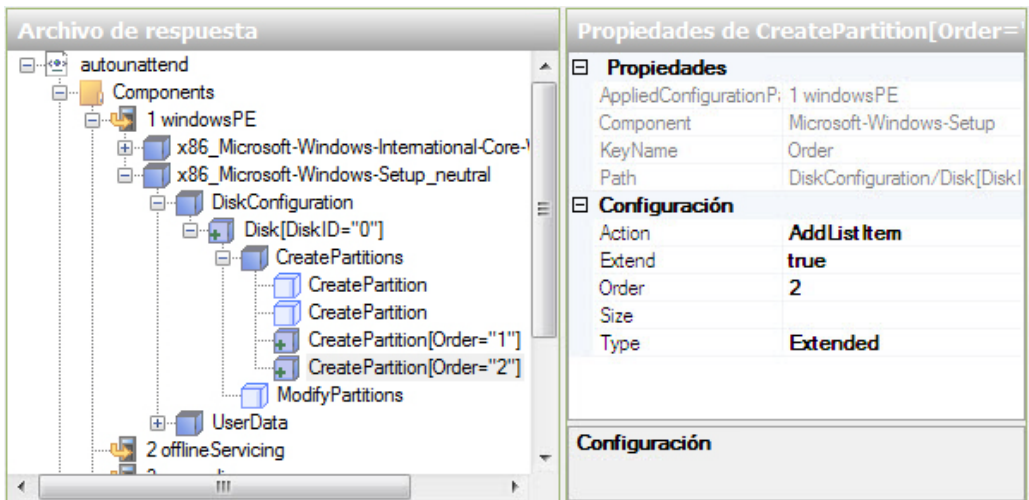 Archivo de respuesta
autounattend
Components
1 windowsPE
x86_Microsoft-Windows-International-Core-
x86_Microsoft-Windows-Setup_neutral
DiskConfiguration
Disk[DiskID="0"]
CreatePartitions
CreatePartition
CreatePartition
CreatePartition[Order="1"]
CreatePartition[Order="2"]
ModifyPartitions
UserData
2 offlineServicing
Propiedades de CreatePartition[Order=
Propiedades
AppliedConfigurationPa 1 windowsPE
Component Microsoft-Windows-Setup
KeyName Order
Path DiskConfiguration/Disk[DiskI
Configuración
Action AddListItem
Extend true
Order 2
Size
Type Extended
Configuración